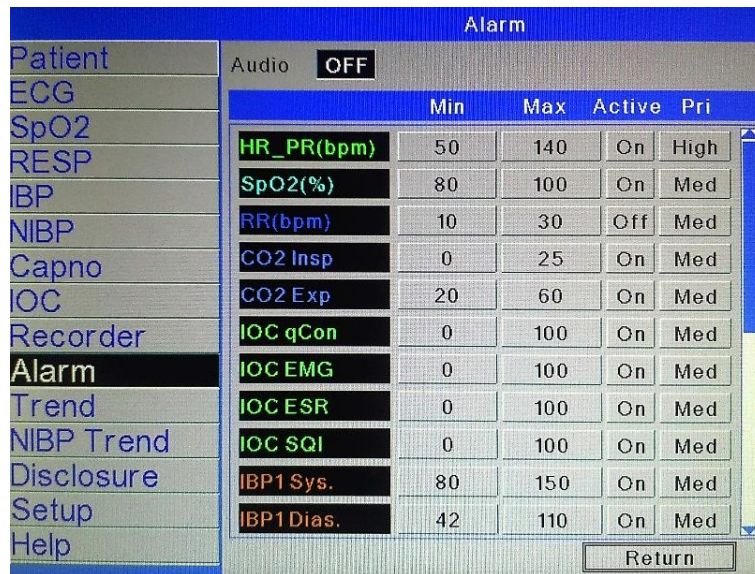 Alarm
Patient
ECG
SpO2
RESP
IBP
NIBP
Capno
IOC
Recorder
Alarm
Trend
NIBP Trend
Disclosure
Setup
Help
Audio OFF
Min Max Active Pri
HR_PR(bpm) 50 140 On High
SpO2(%) 80 100 On Med
RR(bpm) 10 30 Off Med
CO2 Insp 0 25 On Med
CO2 Exp 20 60 On Med
IOC qCon 0 100 On Med
IOC EMG 0 100 On Med
IOC ESR 0 100 On Med
IOC SQI 0 100 On Med
IBP1 Sys. 80 150 On Med
IBP1 Dias. 42 110 On Med
Return